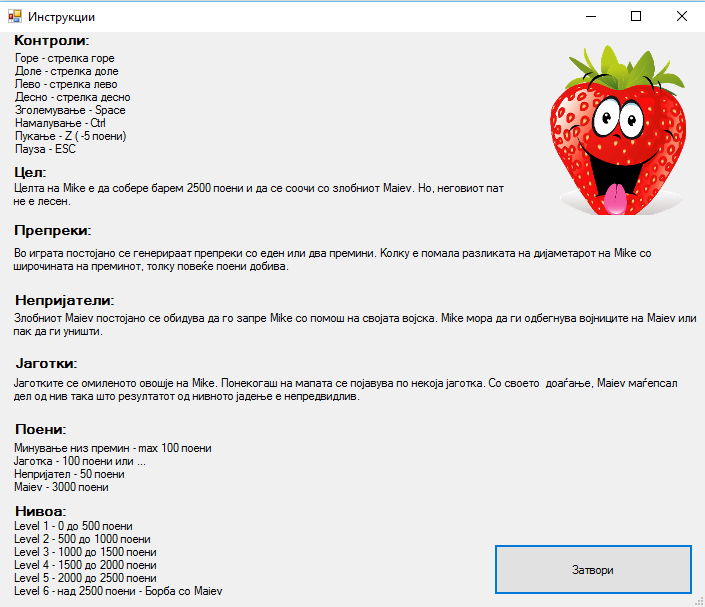 Инструкции
Контроли:
Горе - стрелка горе
Доле - стрелка доле
Лево - стрелка лево
Десно - стрелка десно
Зголемување - Space
Намалување - Ctrl
Пукање - Z ( -5 поени)
Пауза - ESC
Цел:
Целта на Mike е да собере барем 2500 поени и да се соочи со злобниот Maiev. Но, неговиот пат
не е лесен.
Препреки:
Во играта постојано се генерираат препреки со еден или два премини. Колку е помала разликата на дијаметарот на Mike со
широчината на преминот, толку повеќе поени добива.
Непријатели:
Злобниот Maiev постојано се обидува да го запре Mike со помош на својата војска. Mike мора да ги одбегнува војниците на Maiev или
пак да ги уништи.
Јаготки:
Јаготките се омиленото овошје на Mike. Понекогаш на мапата се појавува по некоја јаготка. Со своето  доаѓање, Maiev маѓепсал
дел од нив така што резултатот од нивното јадење е непредвидлив.
Поени:
Минување низ премин - max 100 поени
Јаготка - 100 поени или ...
Непријател - 50 поени
Maiev - 3000 поени
Нивоа:
Level 1 - 0 до 500 поени
Level 2 - 500 до 1000 поени
Level 3 - 1000 до 1500 поени
Level 4 - 1500 до 2000 поени
Level 5 - 2000 до 2500 поени
Level 6 - над 2500 поени - Борба со Maiev
Затвори